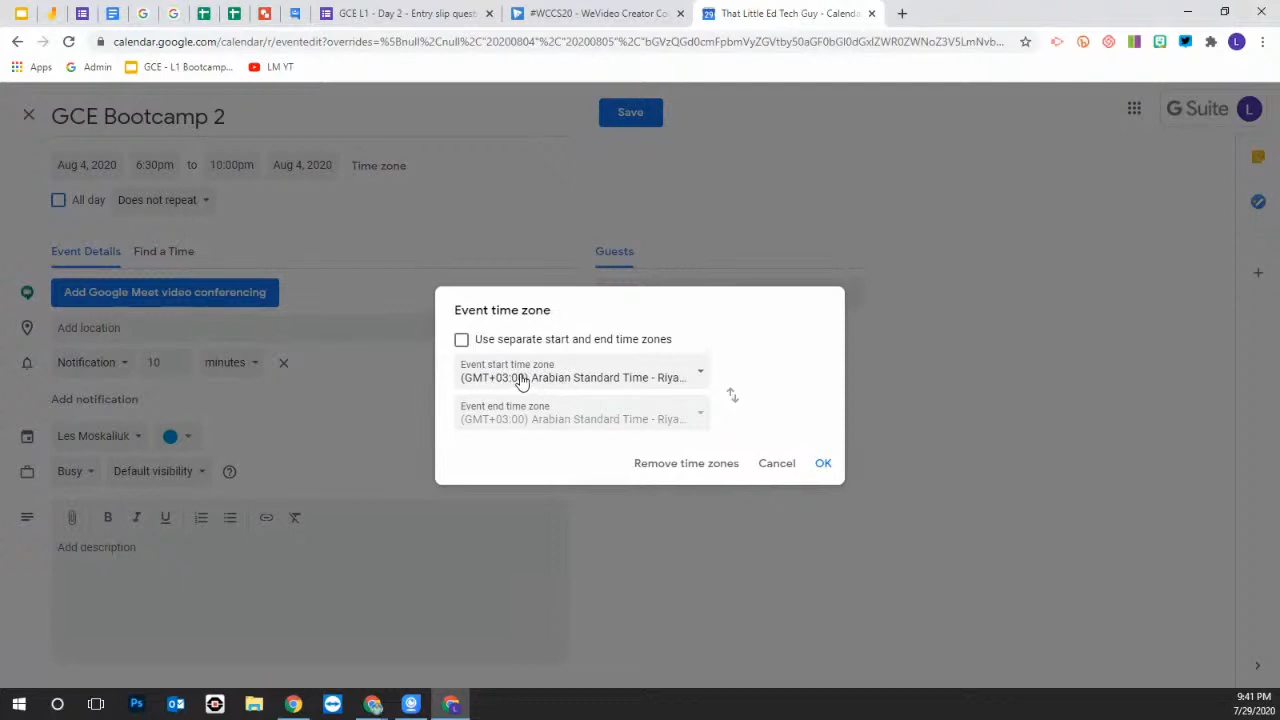 GCE L1 - Day 2 - Entry slip quest
#WCCS20 - WeVideo Creator Co
That Little Ed Tech Guy - Calenda
calendar.google.com/calendar/r/eventedit?overrides=%5Bnull%2Cnull%2C"20200804"%2C"20200805"%2C"bGVzQGd0cmFpbmVyZGVtby50aGF0bGl0dGxlZWR0ZWNoZ3V5LmNvb...
Apps
Admin
GCE - L1 Bootcamp...
LM YT
GCE Bootcamp 2
Save
G Suite
L
Aug 4, 2020
6:30pm
to
10:00pm
Aug 4, 2020
Time zone
All day
Does not repeat
Event Details
Find a Time
Guests
Add Google Meet video conferencing
Add location
Notification
10
minutes
Add notification
Les Moskaliuk
Busy
Default visibility
B I U
Add description
Event time zone
Use separate start and end time zones
Event start time zone
(GMT+03:00) Arabian Standard Time - Riya...
Event end time zone
(GMT+03:00) Arabian Standard Time - Riya...
Remove time zones
Cancel
OK
9:41 PM
7/29/2020